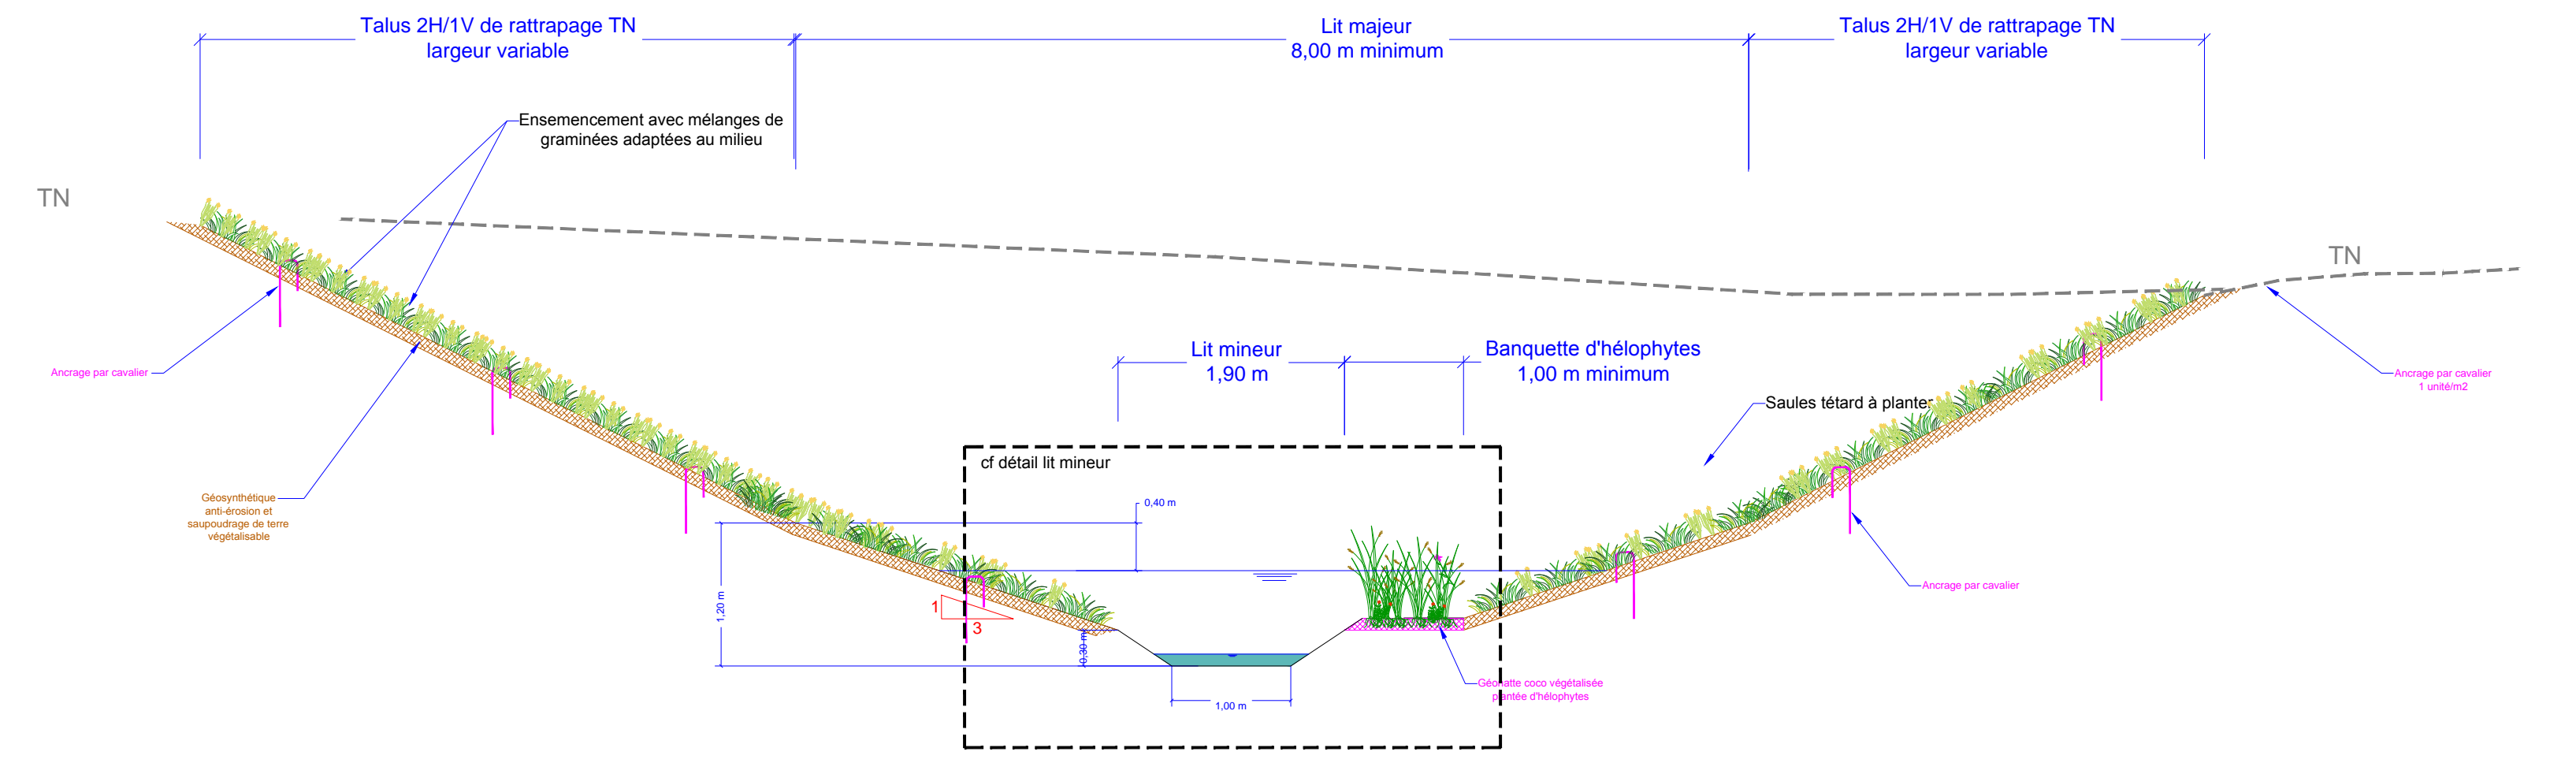 Talus 2H/1V de rattrapage TN
largeur variable
Lit majeur
8,00 m minimum
Talus 2H/1V de rattrapage TN
largeur variable
Ensemencement avec mélanges de
graminées adaptées au milieu
TN
TN
Lit mineur
1,90 m
Banquette d'hélophytes
1,00 m minimum
Ancrage par cavalier
Ancrage par cavalier
1 unité/m2
Saules tétard à planter
cf détail lit mineur
Géosynthétique
anti-érosion et
saupoudrage de terre
végétalisable
0,40 m
1,20 m
1
3
0,30 m
Ancrage par cavalier
Géonatte coco végétalisée
plantée d'hélophytes
1,00 m